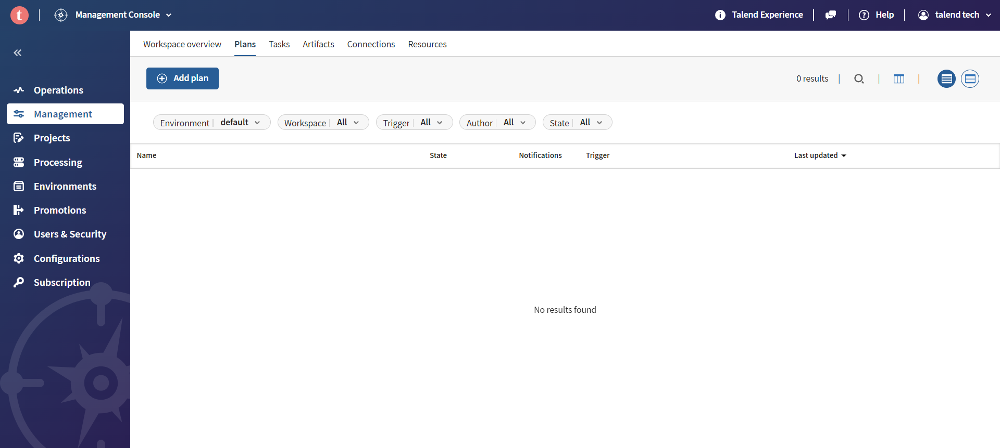 t Management Console Talend Experience Help talend tech
Workspace overview Plans Tasks Artifacts Connections Resources
Add plan 0 results
Operations
Management
Projects
Processing
Environments
Promotions
Users & Security
Configurations
Subscription
Environment default Workspace All Trigger All Author All State All
Name State Notifications Trigger Last updated
No results found